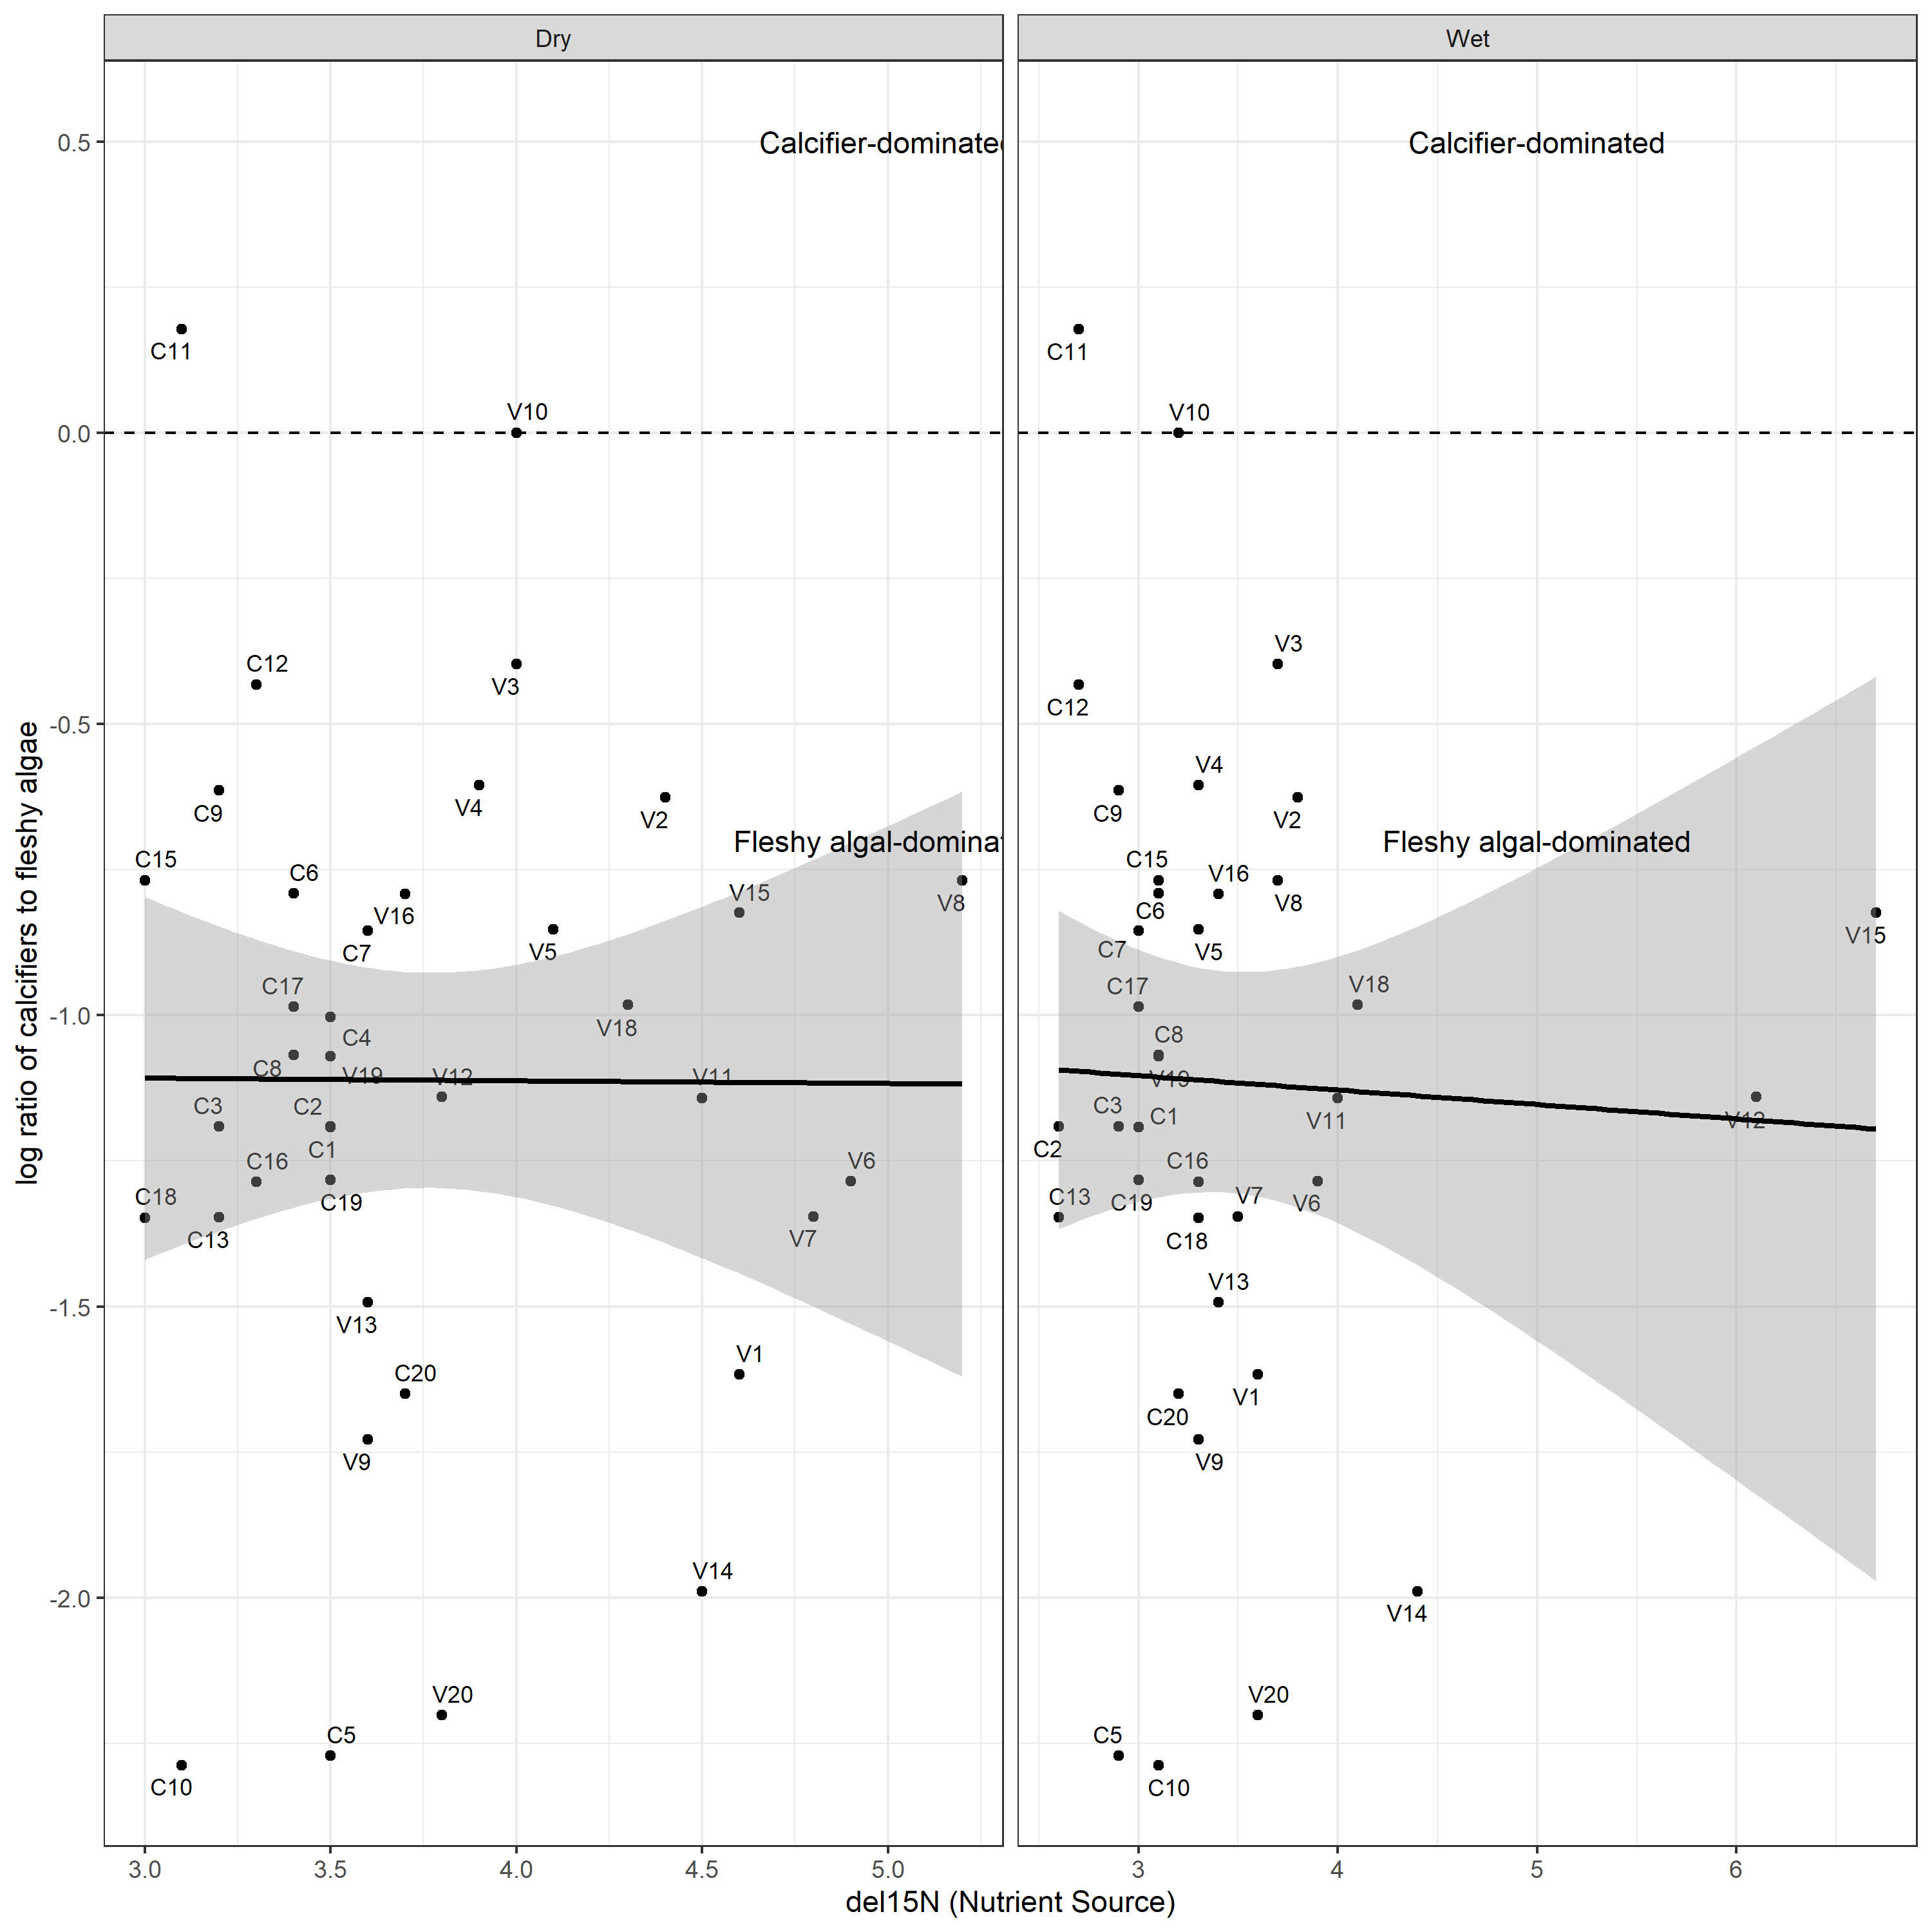 Dry
Wet
log ratio of calcifiers to fleshy algae
0.5
0.0
-0.5
-1.0
-1.5
-2.0
Calcifier-dominate
C11
V10
C12
V3
C9
V4
V2
Fleshy algal-domina
C15
C6
V16
V15
V8
C7
V5
C17
C4
V18
C8
V19
V12
V11
C3
C2
C1
C16
V6
C18
C19
C13
V7
V13
C20
V1
V9
V14
V20
C5
C10
3.0
3.5
4.0
4.5
5.0
Calcifier-dominated
C11
V10
V3
C12
V4
C9
V2
Fleshy algal-dominated
C15
V16
C6
V8
V15
C7
V5
C17
V18
C8
V19
C3
C1
V11
V12
C2
C16
C13
C19
V7
V6
C18
V13
V1
C20
V9
V14
V20
C5
C10
3
4
5
6
del15N (Nutrient Source)